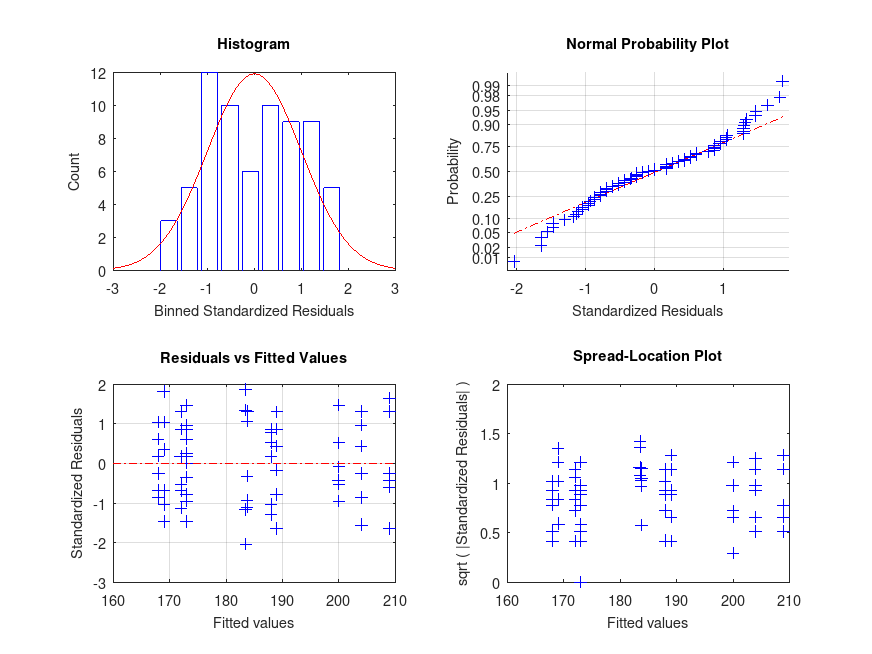 Histogram
12
10
8
6
4
2
0
Count
-3 -2 -1 0 1 2 3
Binned Standardized Residuals
Normal Probability Plot
0.99
0.98
0.95
0.90
0.75
0.50
0.25
0.10
0.05
0.02
0.01
Probability
-2 -1 0 1
Standardized Residuals
Residuals vs Fitted Values
2
1
0
-1
-2
-3
Standardized Residuals
160 170 180 190 200 210
Fitted values
Spread-Location Plot
2
1.5
1
0.5
0
sqrt ( |Standardized Residuals| )
160 170 180 190 200 210
Fitted values